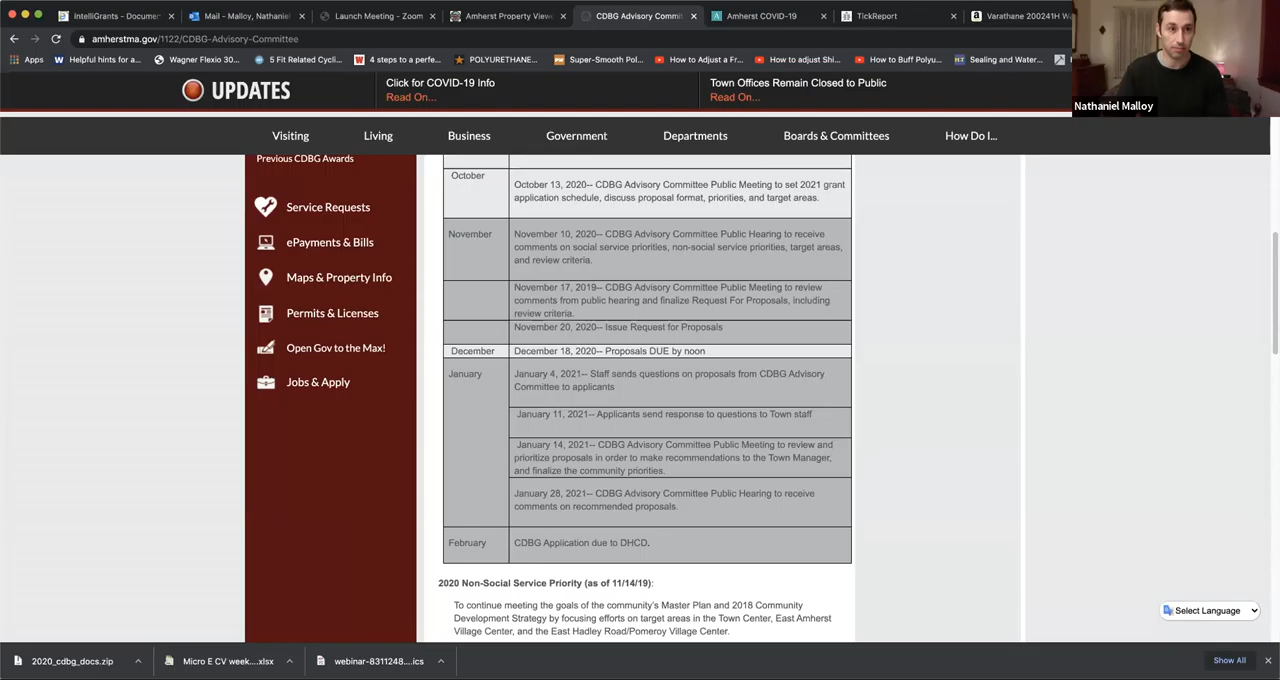 IntelliGrants - Documen
Mail - Malloy, Nathaniel
Launch Meeting - Zoom
Amherst Property View
CDBG Advisory Commit
Amherst COVID-19
TickReport
Varathane 200241H Wa
amherstma.gov/1122/CDBG-Advisory-Committee
Apps
Helpful hints for a...
Wagner Flexio 30...
5 Fit Related Cycli...
4 steps to a perfe...
POLYURETHANE...
Super-Smooth Pol...
How to Adjust a Fr...
How to adjust Shi...
How to Buff Polyu...
Sealing and Water...
UPDATES
Click for COVID-19 Info
Read On...
Town Offices Remain Closed to Public
Read On...
Nathaniel Malloy
Visiting
Living
Business
Government
Departments
Boards & Committees
How Do I...
Previous CDBG Awards
Service Requests
ePayments & Bills
Maps & Property Info
Permits & Licenses
Open Gov to the Max!
Jobs & Apply
October
October 13, 2020-- CDBG Advisory Committee Public Meeting to set 2021 grant
application schedule, discuss proposal format, priorities, and target areas.
November
November 10, 2020-- CDBG Advisory Committee Public Hearing to receive
comments on social service priorities, non-social service priorities, target areas,
and review criteria.
November 17, 2019-- CDBG Advisory Committee Public Meeting to review
comments from public hearing and finalize Request For Proposals, including
review criteria.
November 20, 2020-- Issue Request for Proposals
December
December 18, 2020-- Proposals DUE by noon
January
January 4, 2021-- Staff sends questions on proposals from CDBG Advisory
Committee to applicants
January 11, 2021-- Applicants send response to questions to Town staff
January 14, 2021-- CDBG Advisory Committee Public Meeting to review and
prioritize proposals in order to make recommendations to the Town Manager,
and finalize the community priorities.
January 28, 2021-- CDBG Advisory Committee Public Hearing to receive
comments on recommended proposals.
February
CDBG Application due to DHCD.
2020 Non-Social Service Priority (as of 11/14/19):
To continue meeting the goals of the community's Master Plan and 2018 Community
Development Strategy by focusing efforts on target areas in the Town Center, East Amherst
Village Center, and the East Hadley Road/Pomeroy Village Center.
Select Language
2020_cdbg_docs.zip
Micro E CV week....xlsx
webinar-8311248....ics
Show All